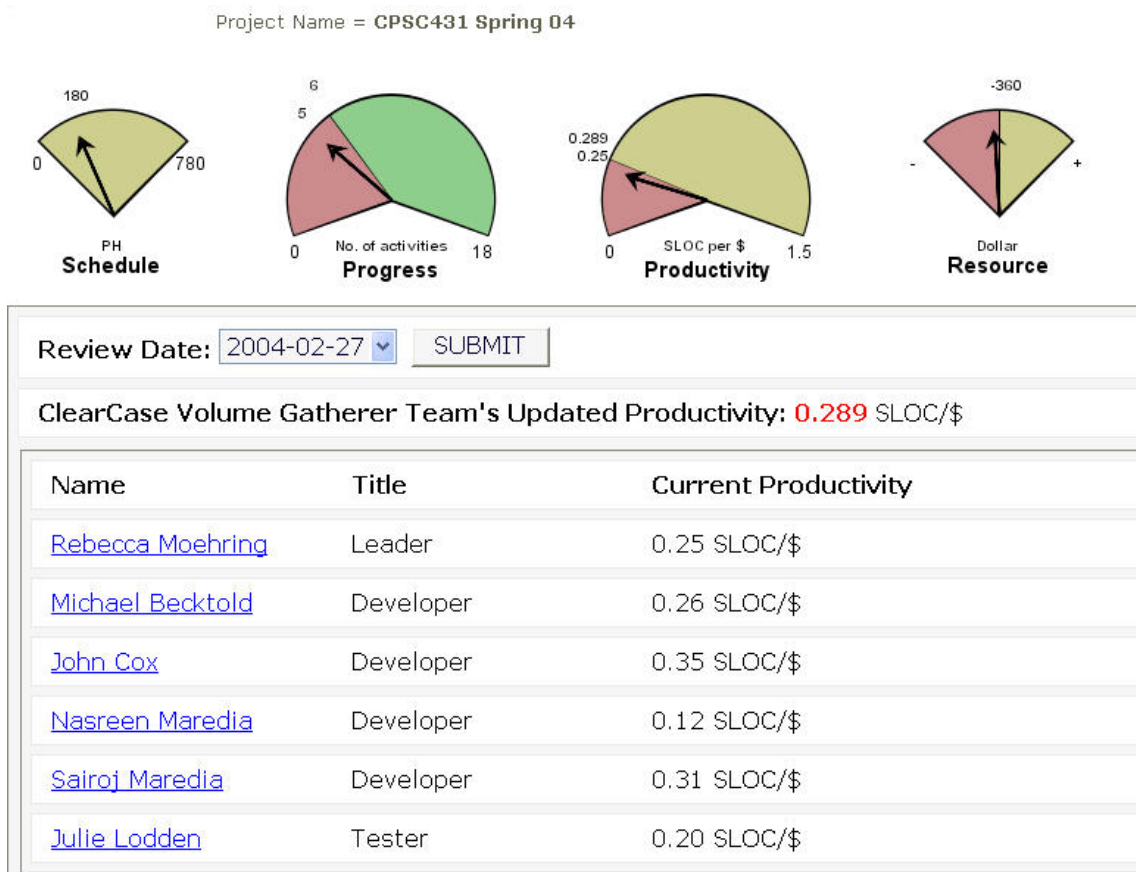 Project Name = CPSC431 Spring 04
180
0
780
PH
Schedule
6
5
0
No. of activities
18
Progress
0.289
0.25
0
SLOC per $
1.5
Productivity
-360
-
+
Dollar
Resource
Review Date: 2004-02-27 SUBMIT
ClearCase Volume Gatherer Team's Updated Productivity: 0.289 SLOC/$
Name Title Current Productivity
Rebecca Moehring Leader 0.25 SLOC/$
Michael Becktold Developer 0.26 SLOC/$
John Cox Developer 0.35 SLOC/$
Nasreen Maredia Developer 0.12 SLOC/$
Sairoj Maredia Developer 0.31 SLOC/$
Julie Lodden Tester 0.20 SLOC/$